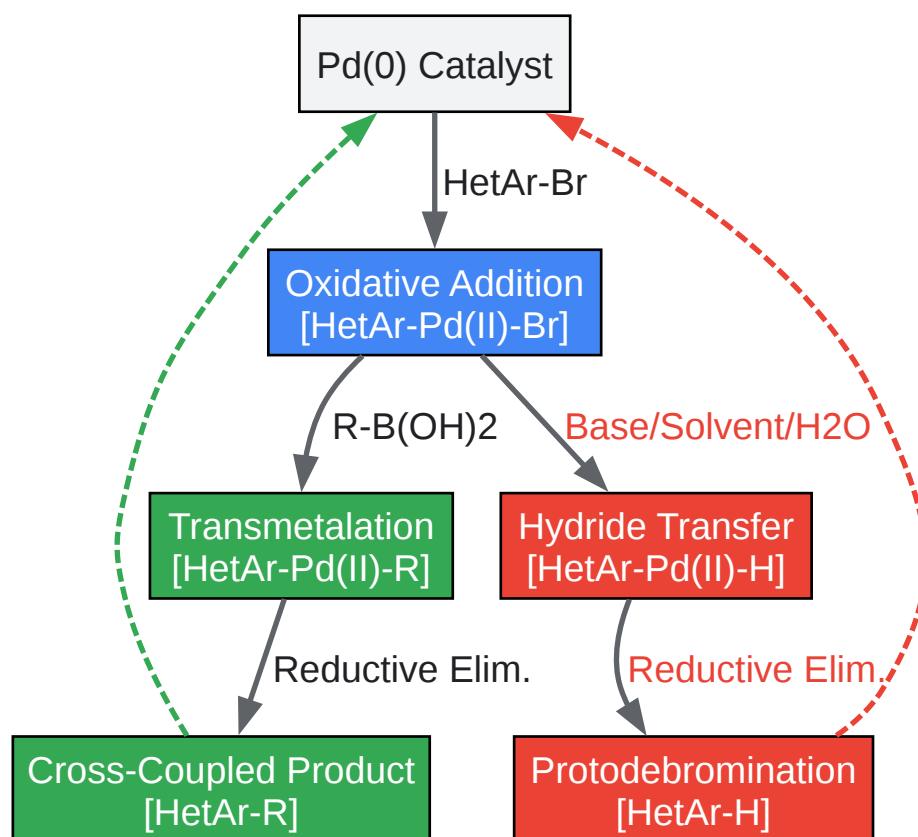 Pd(0) Catalyst
HetAr-Br
Oxidative Addition
[HetAr-Pd(II)-Br]
R-B(OH)2
Base/Solvent/H2O
Transmetalation
[HetAr-Pd(II)-R]
Hydride Transfer
[HetAr-Pd(II)-H]
Reductive Elim.
Reductive Elim.
Cross-Coupled Product
[HetAr-R]
Protodebromination
[HetAr-H]